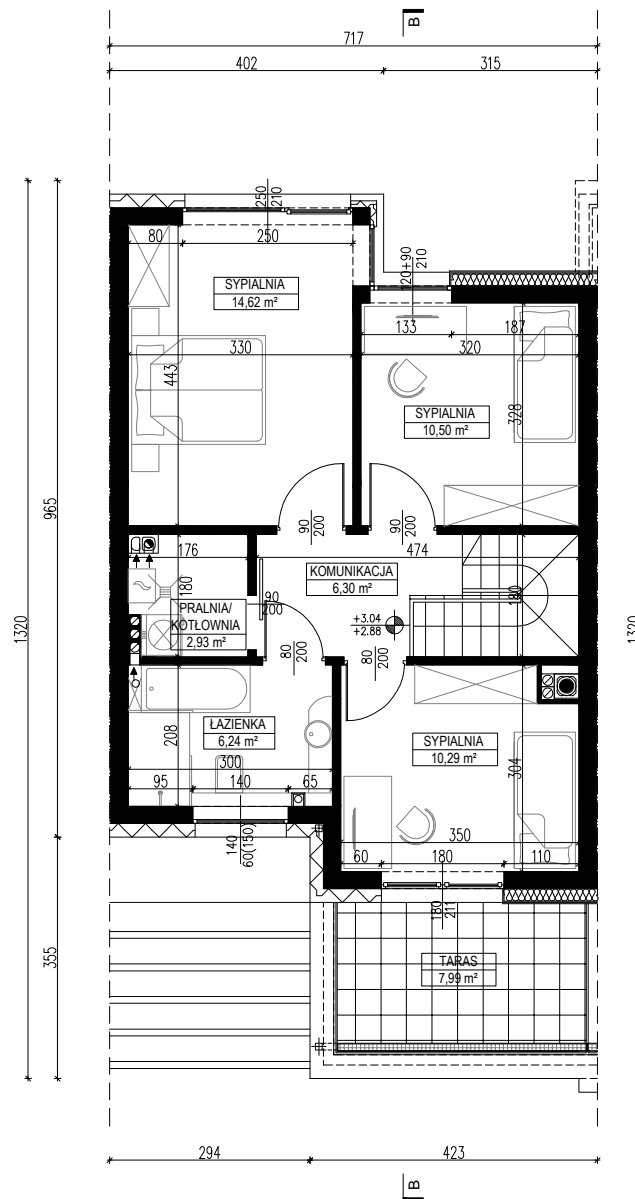 B
717
402 315
250
210
80 250
120+90
210
SYPIALNIA
14,62 m²
133 187
330 320
443
328
SYPIALNIA
10,50 m²
965
1320
1320
90
200
90
200
176 474
KOMUNIKACJA
6,30 m²
180
180
90
200
PRALNIA/
KOTŁOWNIA
2,93 m²
+3.04
+2.88
80
200
80
200
208
ŁAZIENKA
6,24 m²
SYPIALNIA
10,29 m²
304
300
95 140 65
350
60 180 110
140
60(150)
180
211
355
TARAS
7,99 m²
294 423
B